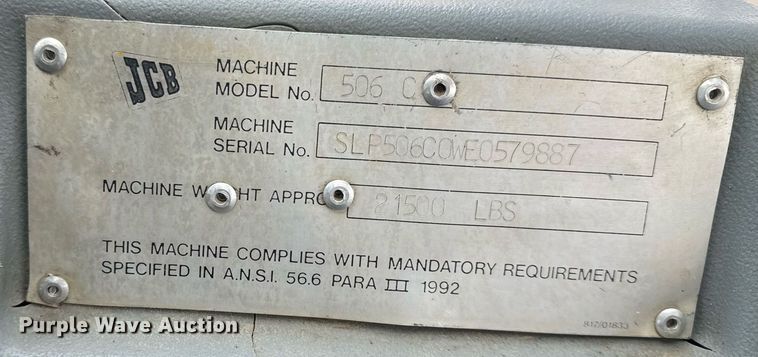 JCB
MACHINE
MODEL No. 506 C
MACHINE
SERIAL No. SLP506C0WE0579887
MACHINE W HT APPRO 21500 LBS
THIS MACHINE COMPLIES WITH MANDATORY REQUIREMENTS
SPECIFIED IN A.N.S.I. 56.6 PARA III 1992
817/01833
Purple Wave Auction